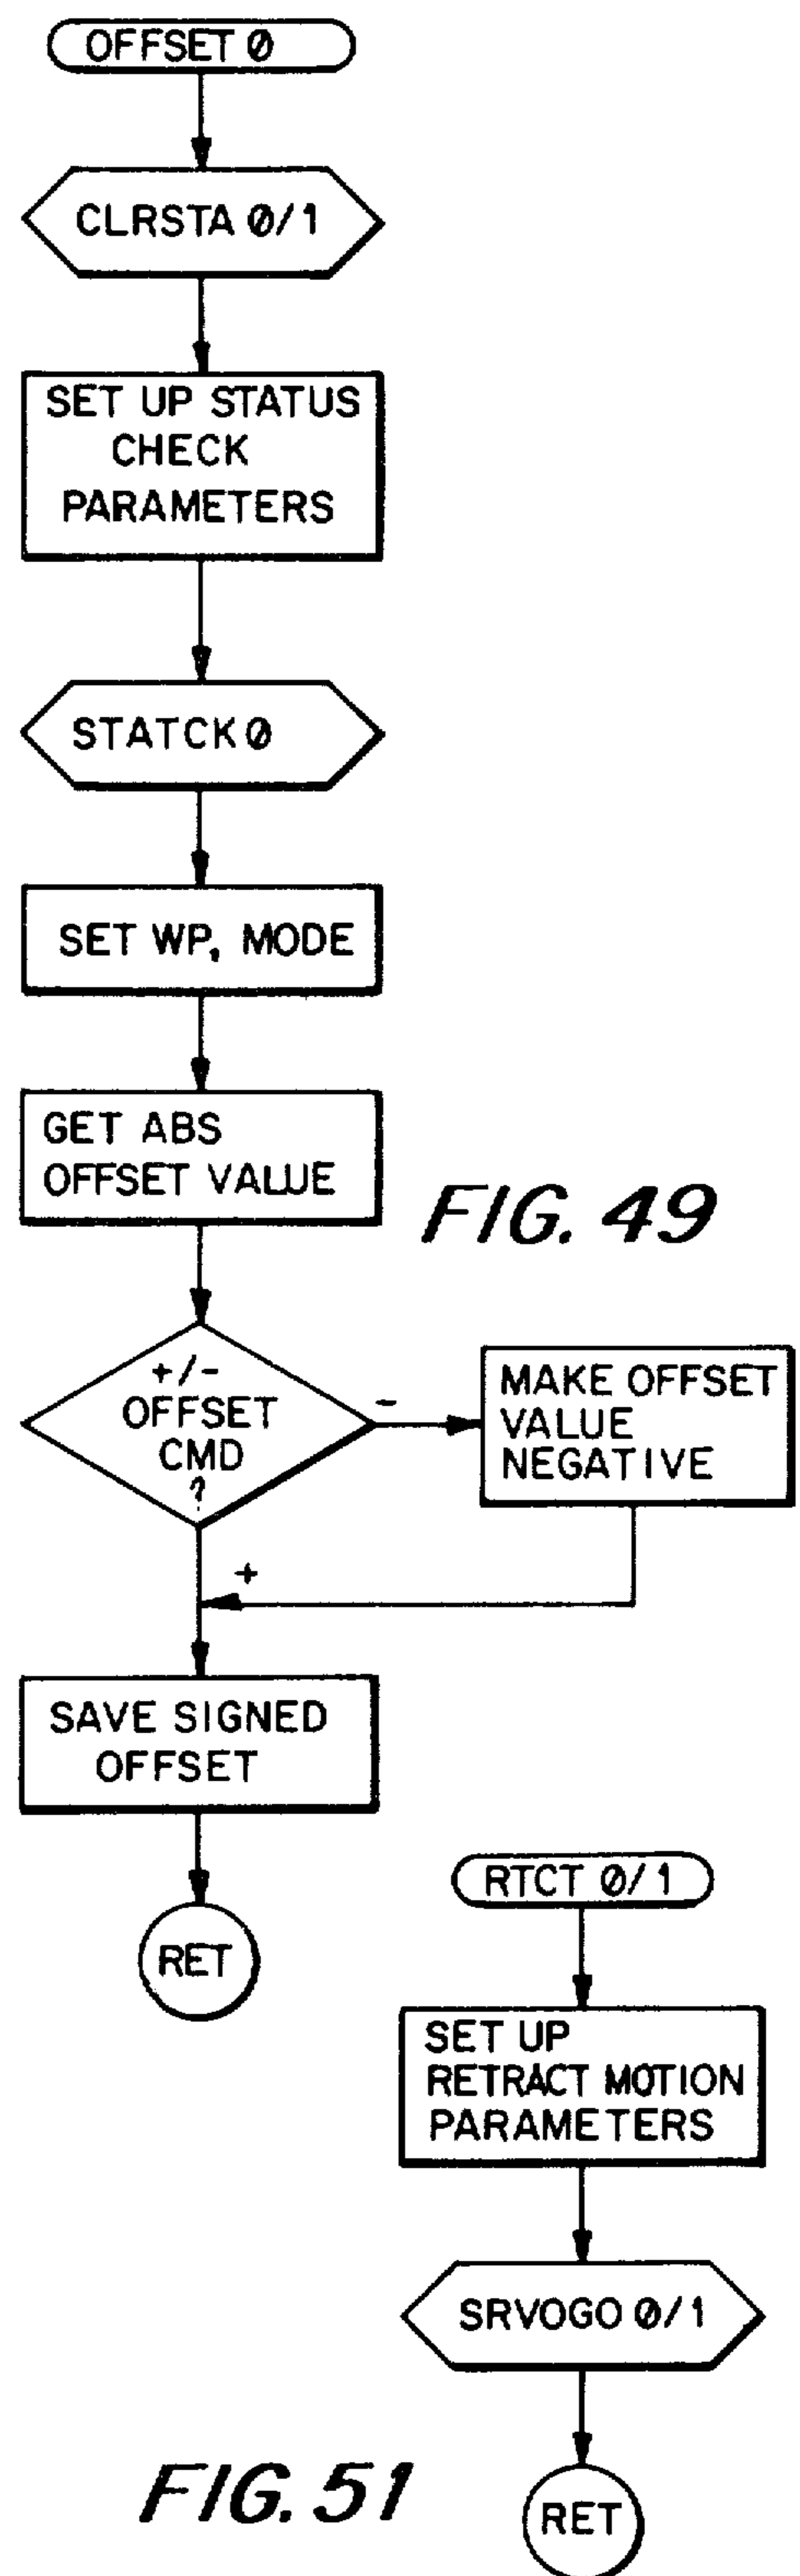 OFFSET Ø
CLRSTA Ø/1
SET UP STATUS
CHECK
PARAMETERS
STATCK Ø
SET WP, MODE
GET ABS
OFFSET VALUE
FIG. 49
+/-
OFFSET
CMD
?
-
MAKE OFFSET
VALUE
NEGATIVE
+
SAVE SIGNED
OFFSET
RET
RTCT Ø/1
SET UP
RETRACT MOTION
PARAMETERS
SRVOGO Ø/1
RET
FIG. 51